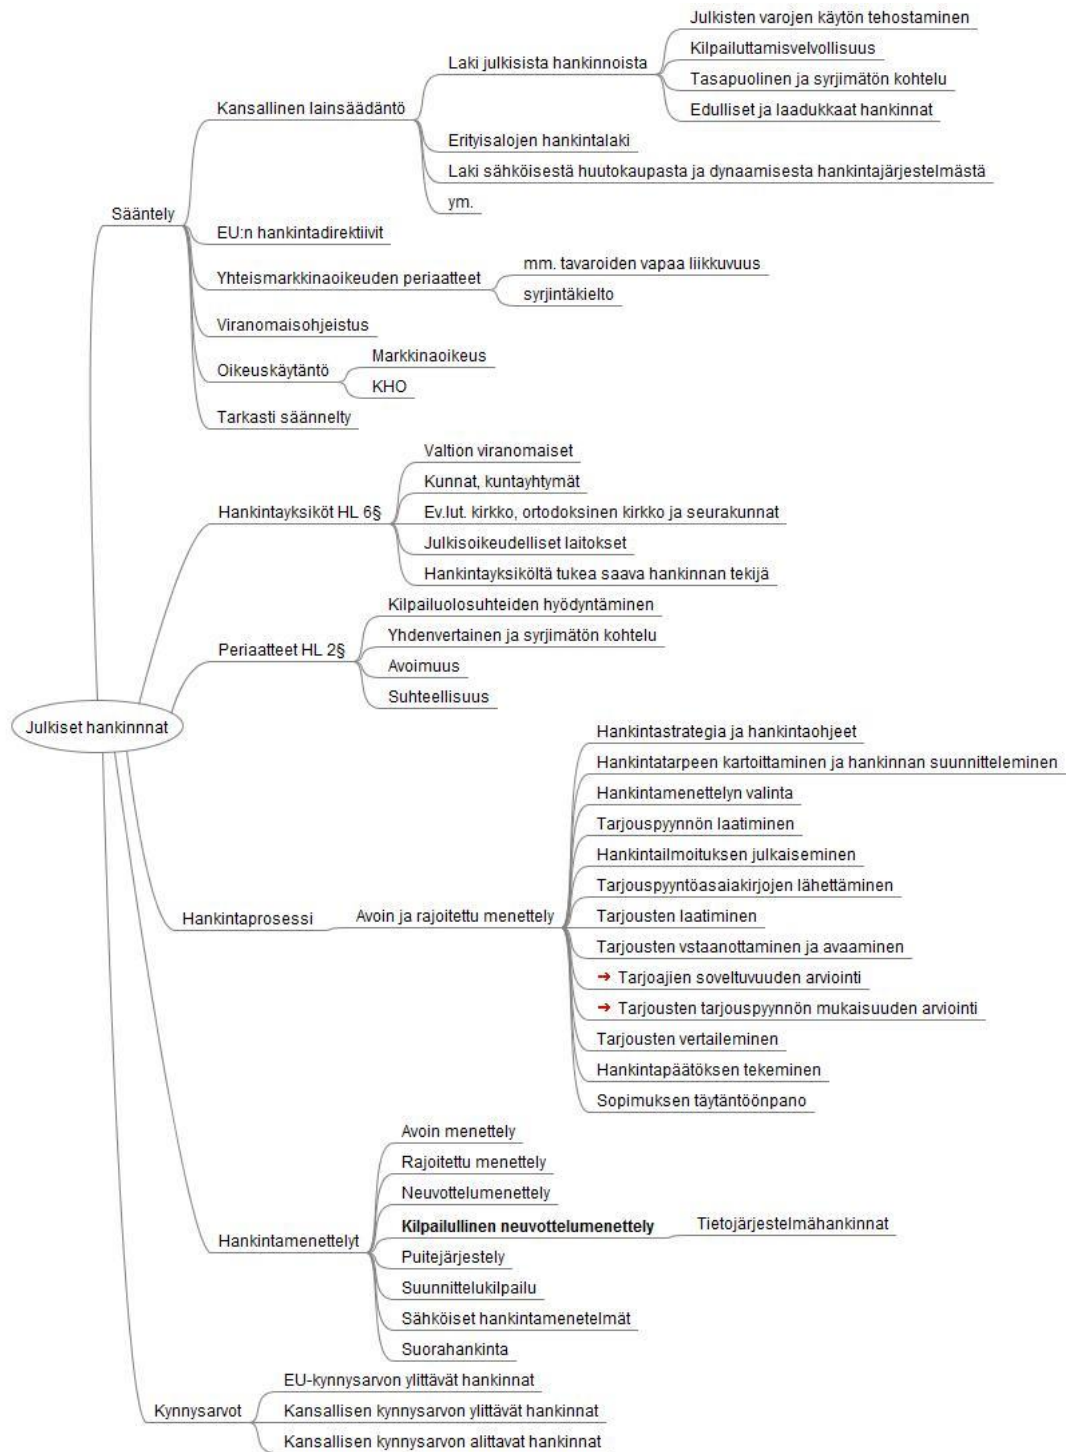 Julkiset hankinnnat
Sääntely
Kansallinen lainsäädäntö
Laki julkisista hankinnoista
Julkisten varojen käytön tehostaminen
Kilpailuttamisvelvollisuus
Tasapuolinen ja syrjimätön kohtelu
Edulliset ja laadukkaat hankinnat
Erityisalojen hankintalaki
Laki sähköisestä huutokaupasta ja dynaamisesta hankintajärjestelmästä
ym.
EU:n hankintadirektiivit
Yhteismarkkinaoikeuden periaatteet
mm. tavaroiden vapaa liikkuvuus
syrjintäkielto
Viranomaisohjeistus
Oikeuskäytäntö
Markkinaoikeus
KHO
Tarkasti säännelty
Hankintayksiköt HL 6§
Valtion viranomaiset
Kunnat, kuntayhtymät
Ev.lut. kirkko, ortodoksinen kirkko ja seurakunnat
Julkisoikeudelliset laitokset
Hankintayksiköltä tukea saava hankinnan tekijä
Periaatteet HL 2§
Kilpailuolosuhteiden hyödyntäminen
Yhdenvertainen ja syrjimätön kohtelu
Avoimuus
Suhteellisuus
Hankintaprosessi
Avoin ja rajoitettu menettely
Hankintastrategia ja hankintaohjeet
Hankintatarpeen kartoittaminen ja hankinnan suunnitteleminen
Hankintamenettelyn valinta
Tarjouspyynnön laatiminen
Hankintailmoituksen julkaiseminen
Tarjouspyyntöasaiakirjojen lähettäminen
Tarjousten laatiminen
Tarjousten vstaanottaminen ja avaaminen
→ Tarjoajien soveltuvuuden arviointi
→ Tarjousten tarjouspyynnön mukaisuuden arviointi
Tarjousten vertaileminen
Hankintapäätöksen tekeminen
Sopimuksen täytäntöönpano
Hankintamenettelyt
Avoin menettely
Rajoitettu menettely
Neuvottelumenettely
Kilpailullinen neuvottelumenettely
Tietojärjestelmähankinnat
Puitejärjestely
Suunnittelukilpailu
Sähköiset hankintamenetelmät
Suorahankinta
Kynnysarvot
EU-kynnysarvon ylittävät hankinnat
Kansallisen kynnysarvon ylittävät hankinnat
Kansallisen kynnysarvon alittavat hankinnat